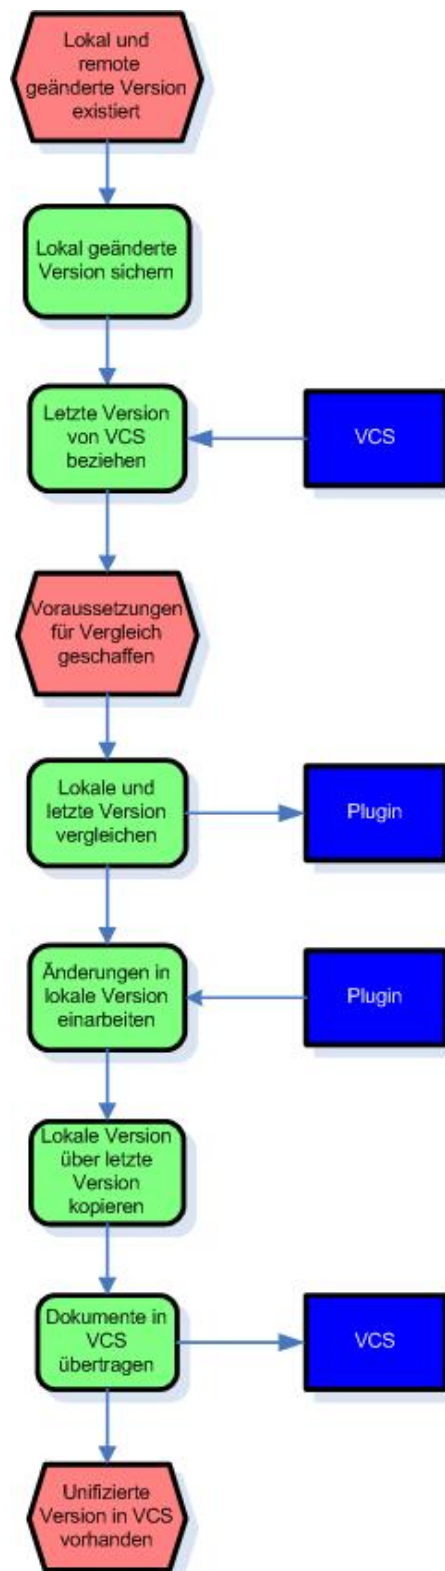 Lokal und
remote
geänderte Version
existiert
Lokal geänderte
Version sichern
Letzte Version
von VCS
beziehen
VCS
Voraussetzungen
für Vergleich
geschaffen
Lokale und
letzte Version
vergleichen
Plugin
Änderungen in
lokale Version
einarbeiten
Plugin
Lokale Version
über letzte
Version
kopieren
Dokumente in
VCS
übertragen
VCS
Unifizierte
Version in VCS
vorhanden